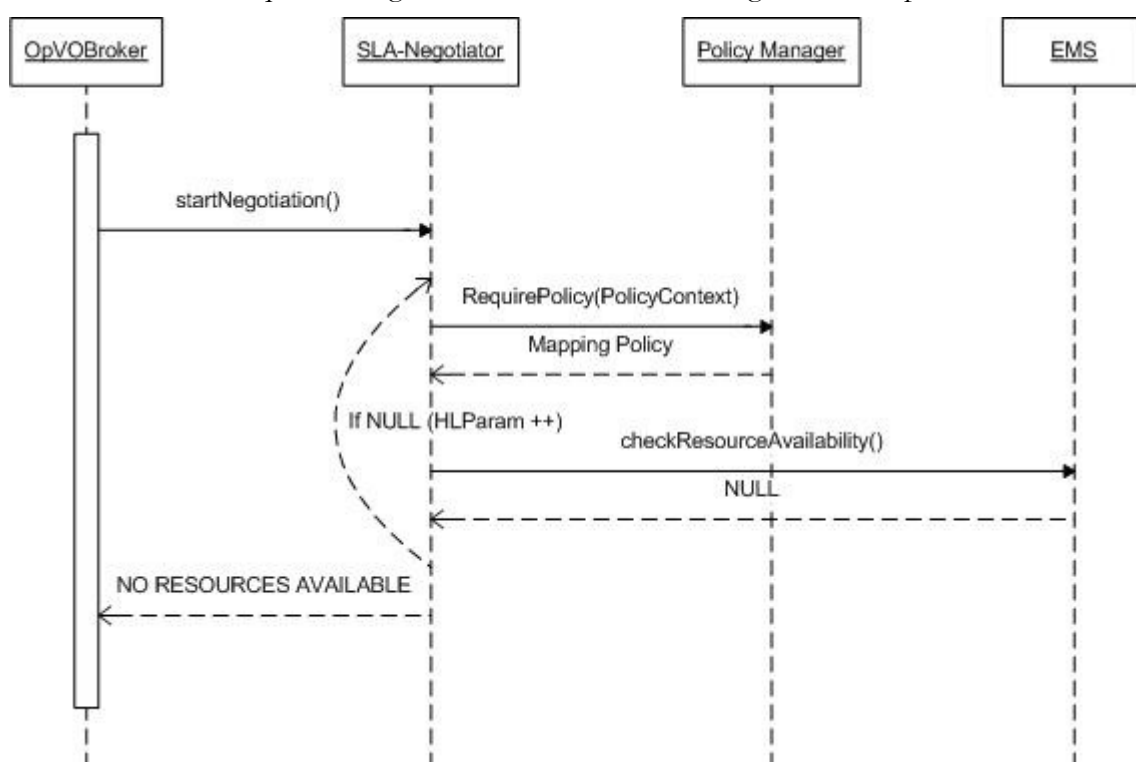 OpVOBroker
SLA-Negotiator
Policy Manager
EMS
startNegotiation()
RequirePolicy(PolicyContext)
Mapping Policy
If NULL (HLParam ++)
checkResourceAvailability()
NULL
NO RESOURCES AVAILABLE